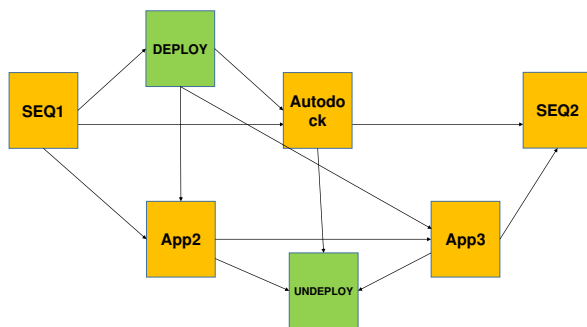 DEPLOY
SEQ1
Autodo
ck
SEQ2
App2
App3
UNDEPLOY